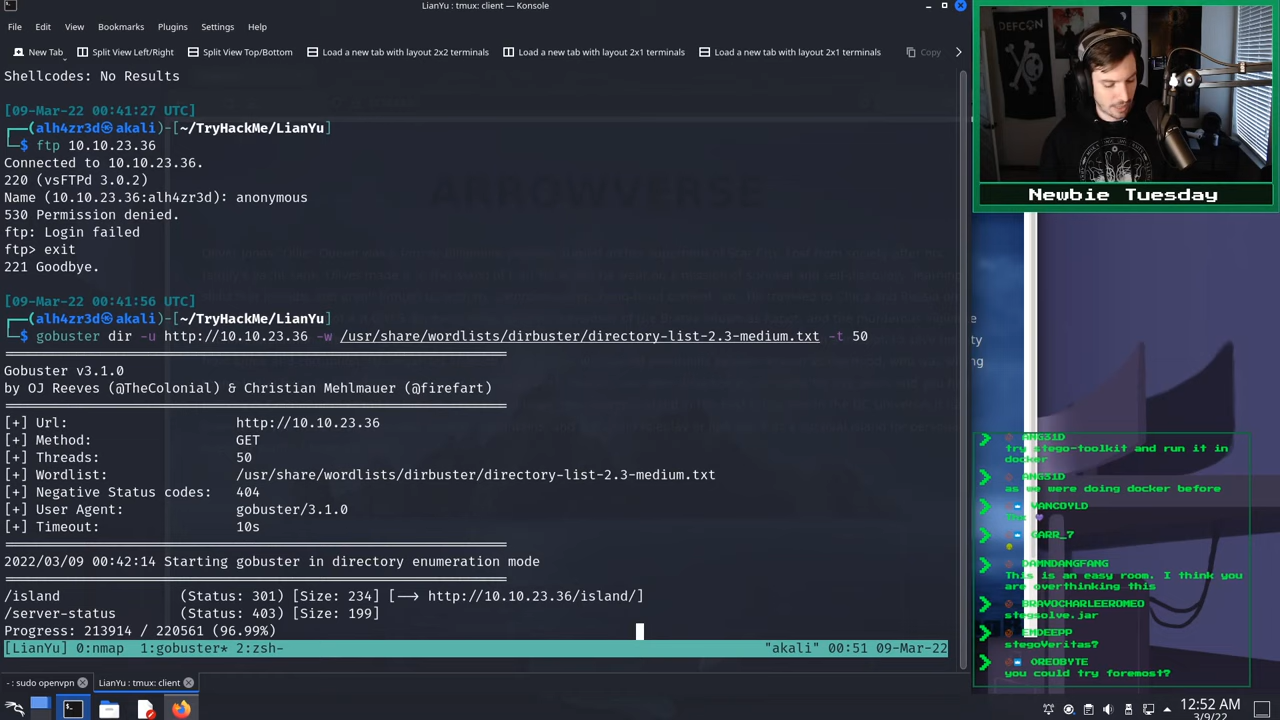 LianYu : tmux: client — Konsole
File Edit View Bookmarks Plugins Settings Help
New Tab Split View Left/Right Split View Top/Bottom Load a new tab with layout 2x2 terminals Load a new tab with layout 2x1 terminals Load a new tab with layout 2x1 terminals Copy
Shellcodes: No Results
[09-Mar-22 00:41:27 UTC]
(alh4zr3d㉿akali)-[~/TryHackMe/LianYu]
$ ftp 10.10.23.36
Connected to 10.10.23.36.
220 (vsFTPd 3.0.2)
Name (10.10.23.36:alh4zr3d): anonymous
530 Permission denied.
ftp: Login failed
ftp> exit
221 Goodbye.
[09-Mar-22 00:41:56 UTC]
(alh4zr3d㉿akali)-[~/TryHackMe/LianYu]
$ gobuster dir -u http://10.10.23.36 -w /usr/share/wordlists/dirbuster/directory-list-2.3-medium.txt -t 50
Gobuster v3.1.0
by OJ Reeves (@TheColonial) & Christian Mehlmauer (@firefart)
[+] Url: http://10.10.23.36
[+] Method: GET
[+] Threads: 50
[+] Wordlist: /usr/share/wordlists/dirbuster/directory-list-2.3-medium.txt
[+] Negative Status codes: 404
[+] User Agent: gobuster/3.1.0
[+] Timeout: 10s
2022/03/09 00:42:14 Starting gobuster in directory enumeration mode
/island (Status: 301) [Size: 234] [--> http://10.10.23.36/island/]
/server-status (Status: 403) [Size: 199]
Progress: 213914 / 220561 (96.99%)
[LianYu] 0:nmap 1:gobuster* 2:zsh- "akali" 00:51 09-Mar-22
- : sudo openvpn LianYu : tmux: client
DEFCON
Newbie Tuesday
ANG31D
try stego-toolkit and run it in
docker
ANG31D
as we were doing docker before
VANCOYLD
GARR_7
DAMNDANGFANG
This is an easy room. I think you
are overthinking this
BRAVOCHARLEEROMEO
stegsolve.jar
EMDEEPP
stegoVeritas?
OREOBYTE
you could try foremost?
12:52 AM
3/9/22